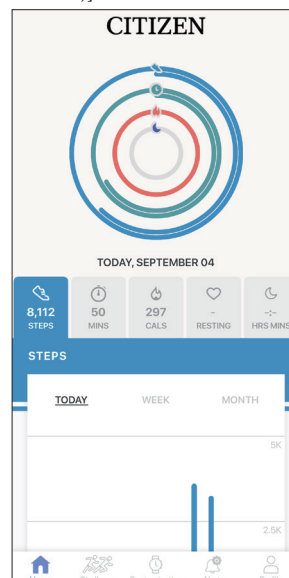 CITIZEN
TODAY, SEPTEMBER 04
8,112 50 297 - -:-
STEPS MINS CALS RESTING HRS MINS
STEPS
TODAY WEEK MONTH
5K
2.5K